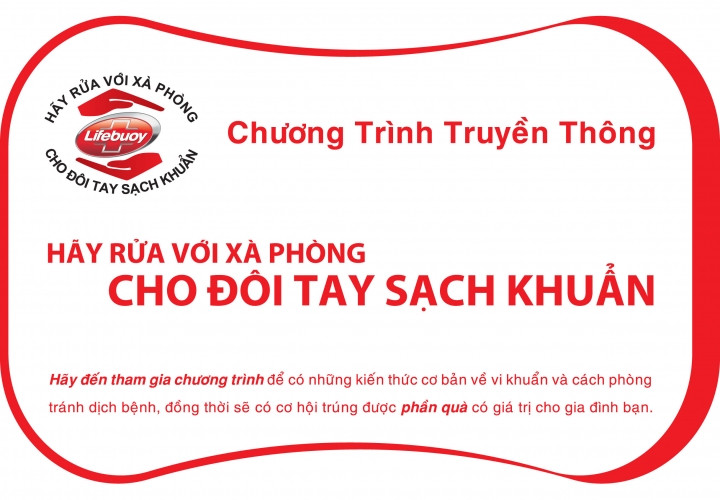 HÃY RỬA VỚI XÀ PHÒNG
Lifebuoy
CHO ĐÔI TAY SẠCH KHUẨN
Chương Trình Truyền Thông
HÃY RỬA VỚI XÀ PHÒNG
CHO ĐÔI TAY SẠCH KHUẨN
Hãy đến tham gia chương trình để có những kiến thức cơ bản về vi khuẩn và cách phòng
tránh dịch bệnh, đồng thời sẽ có cơ hội trúng được phần quà có giá trị cho gia đình bạn.